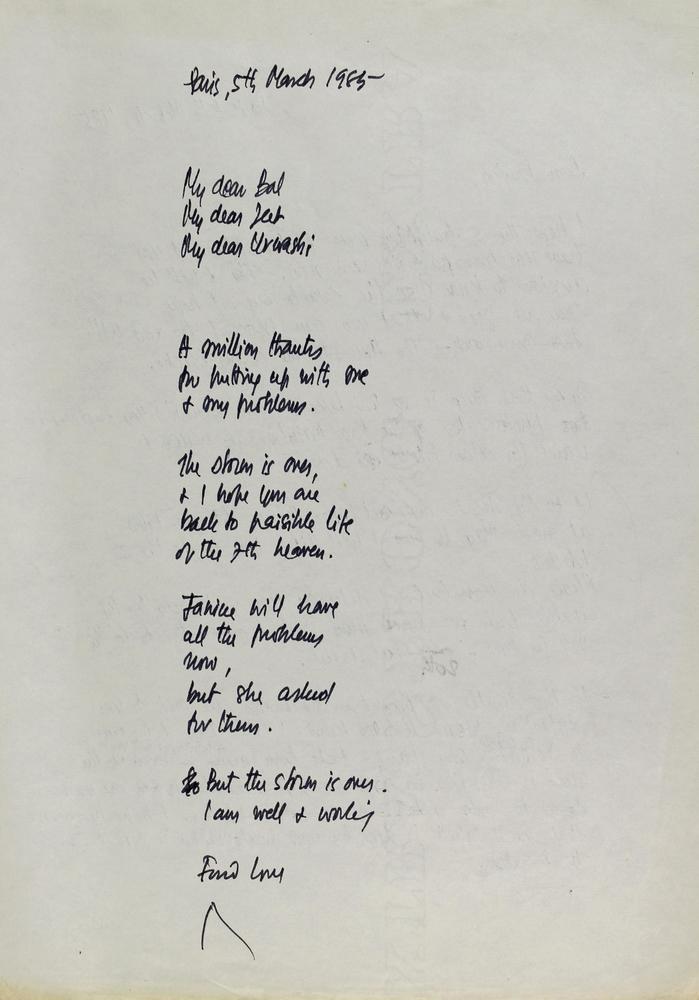 Paris, 5th March 1985
My dear Bal
My dear Jeet
My dear Urvashi
A million thanks
for putting up with me
& my problems.
The storm is over,
& I hope you are
back to paisible life
of the 7th heaven.
Janine will have
all the problems
now,
but she asked
for them.
But the storm is over.
I am well & working
Fond love